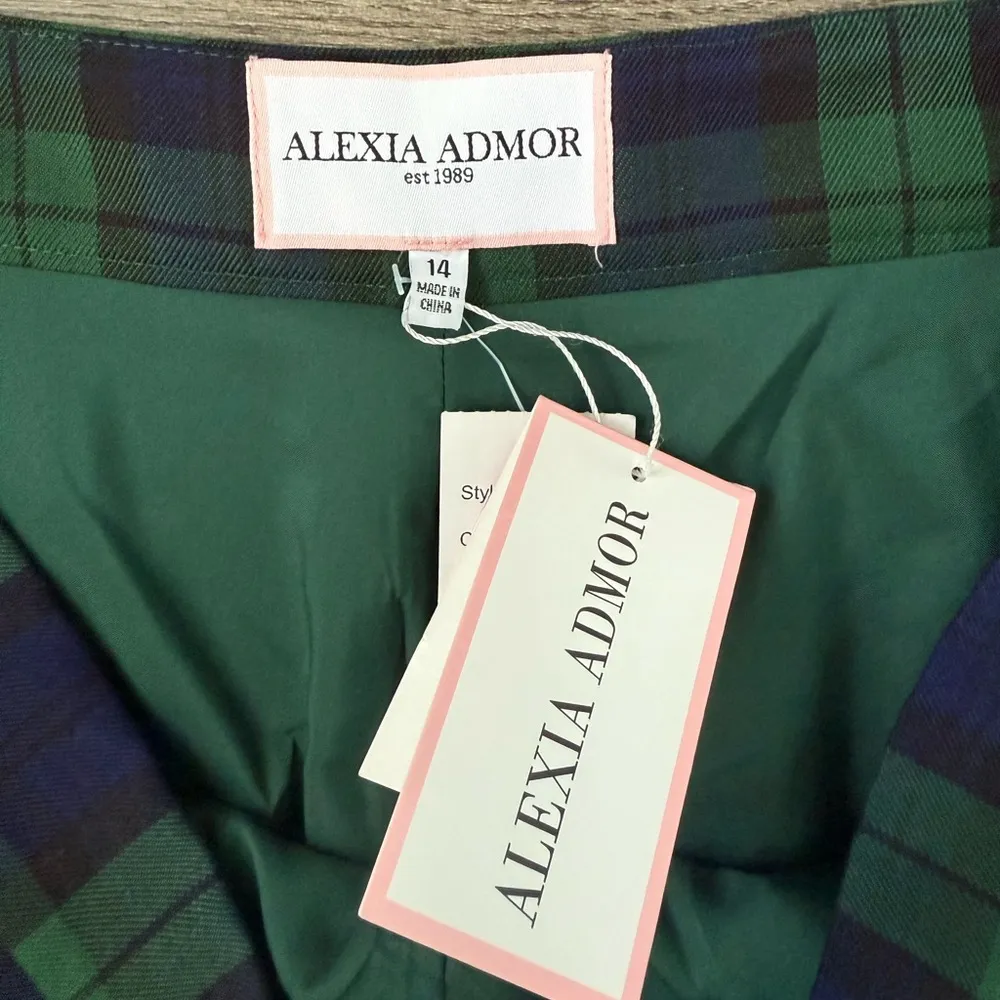 ALEXIA ADMOR
est 1989
14
MADE IN
CHINA
ALEXIA ADMOR